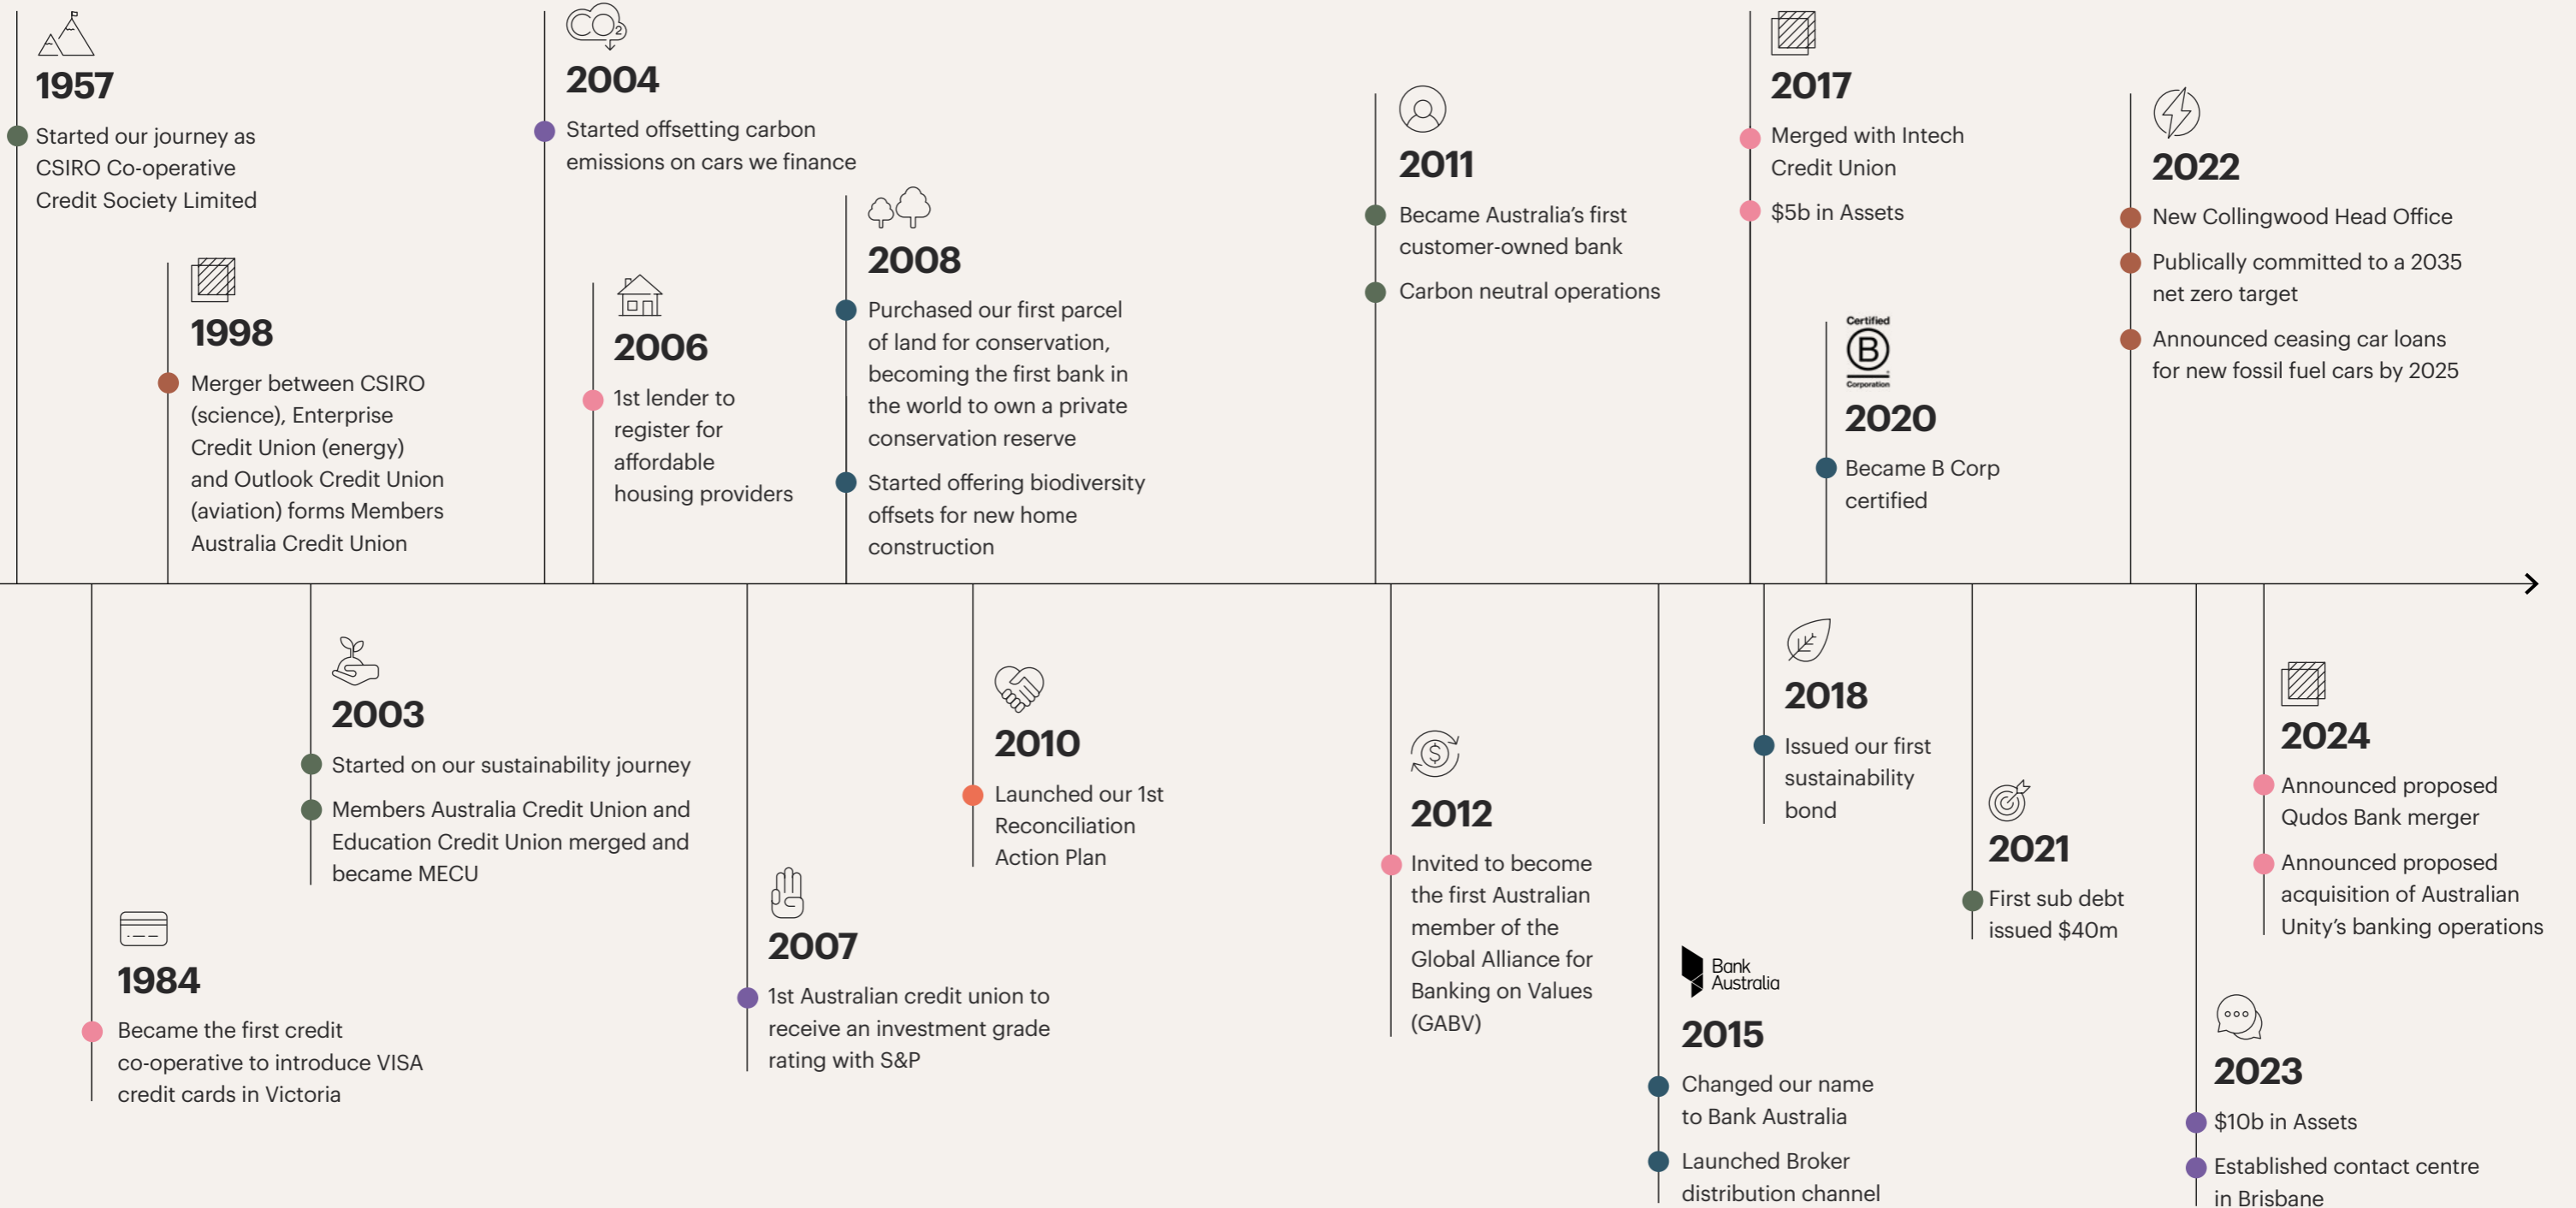 1957
Started our journey as
CSIRO Co-operative
Credit Society Limited
1998
Merger between CSIRO
(science), Enterprise
Credit Union (energy)
and Outlook Credit Union
(aviation) forms Members
Australia Credit Union
CO2
2004
Started offsetting carbon
emissions on cars we finance
2006
1st lender to
register for
affordable
housing providers
2008
Purchased our first parcel
of land for conservation,
becoming the first bank in
the world to own a private
conservation reserve
Started offering biodiversity
offsets for new home
construction
2011
Became Australia's first
customer-owned bank
Carbon neutral operations
2017
Merged with Intech
Credit Union
$5b in Assets
Certified
B
Corporation
2020
Became B Corp
certified
2022
New Collingwood Head Office
Publically committed to a 2035
net zero target
Announced ceasing car loans
for new fossil fuel cars by 2025
1984
Became the first credit
co-operative to introduce VISA
credit cards in Victoria
2003
Started on our sustainability journey
Members Australia Credit Union and
Education Credit Union merged and
became MECU
2007
1st Australian credit union to
receive an investment grade
rating with S&P
2010
Launched our 1st
Reconciliation
Action Plan
$
2012
Invited to become
the first Australian
member of the
Global Alliance for
Banking on Values
(GABV)
Bank
Australia
2015
Changed our name
to Bank Australia
Launched Broker
distribution channel
2018
Issued our first
sustainability
bond
2021
First sub debt
issued $40m
2023
$10b in Assets
Established contact centre
in Brisbane
2024
Announced proposed
Qudos Bank merger
Announced proposed
acquisition of Australian
Unity's banking operations